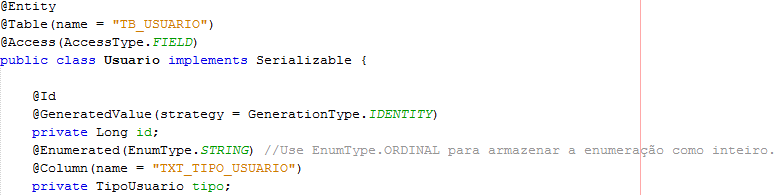 @Entity
@Table(name = "TB_USUARIO")
@Access(AccessType.FIELD)
public class Usuario implements Serializable {
@Id
@GeneratedValue(strategy = GenerationType.IDENTITY)
private Long id;
@Enumerated(EnumType.STRING) //Use EnumType.ORDINAL para armazenar a enumeração como inteiro.
@Column(name = "TXT_TIPO_USUARIO")
private TipoUsuario tipo;